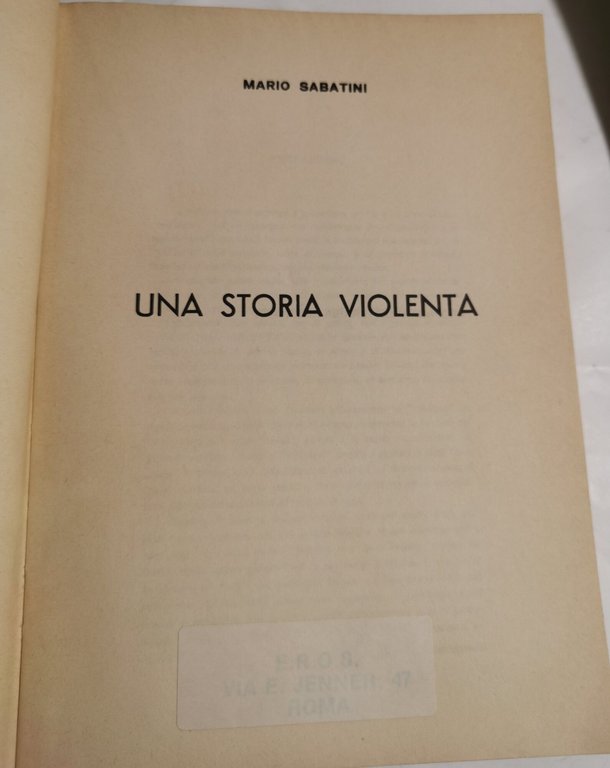 MARIO SABATINI
UNA STORIA VIOLENTA
E.R.O.S.
VIA E. JENNER, 47
ROMA